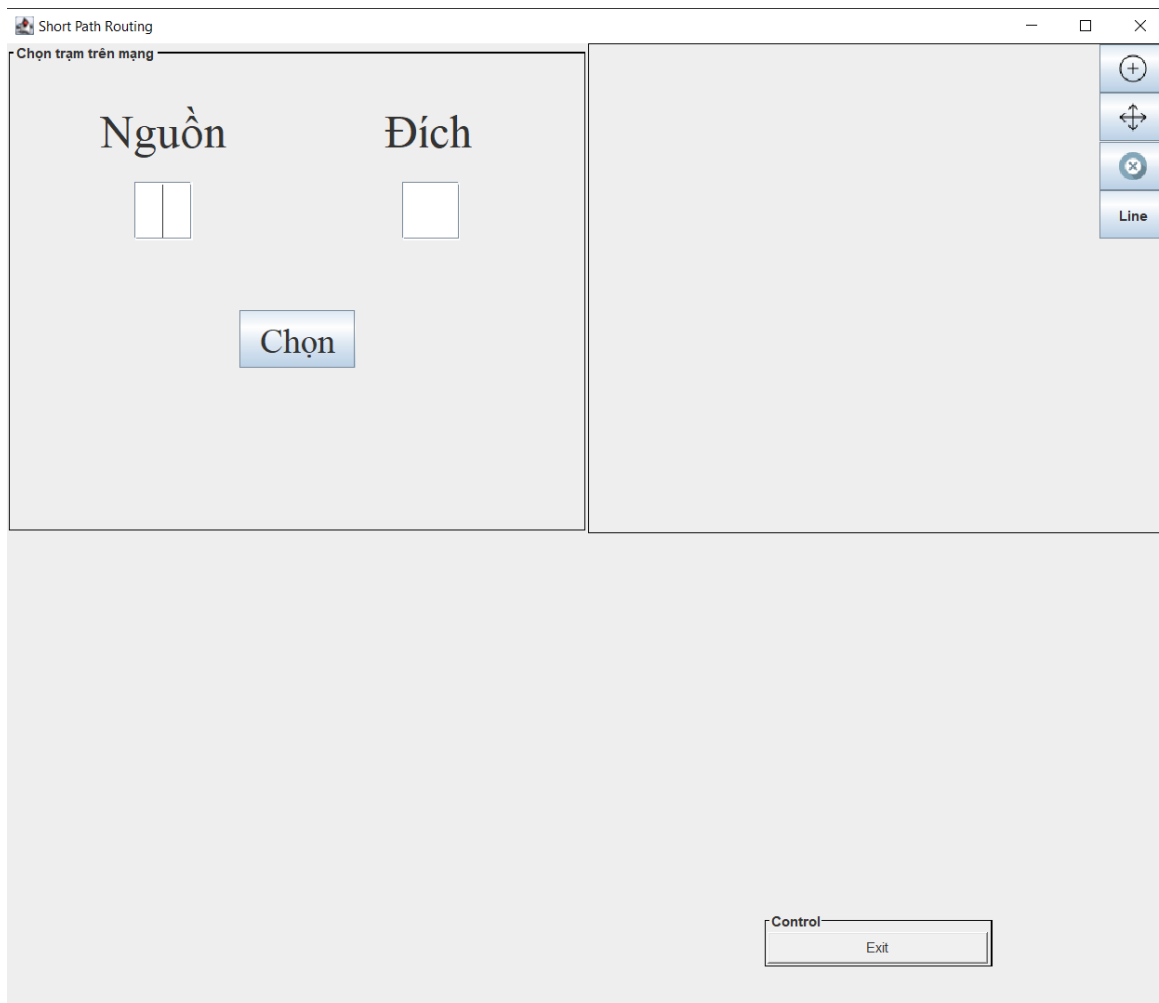 Short Path Routing
Chọn trạm trên mạng
Nguồn
Đích
Chọn
Line
Control
Exit